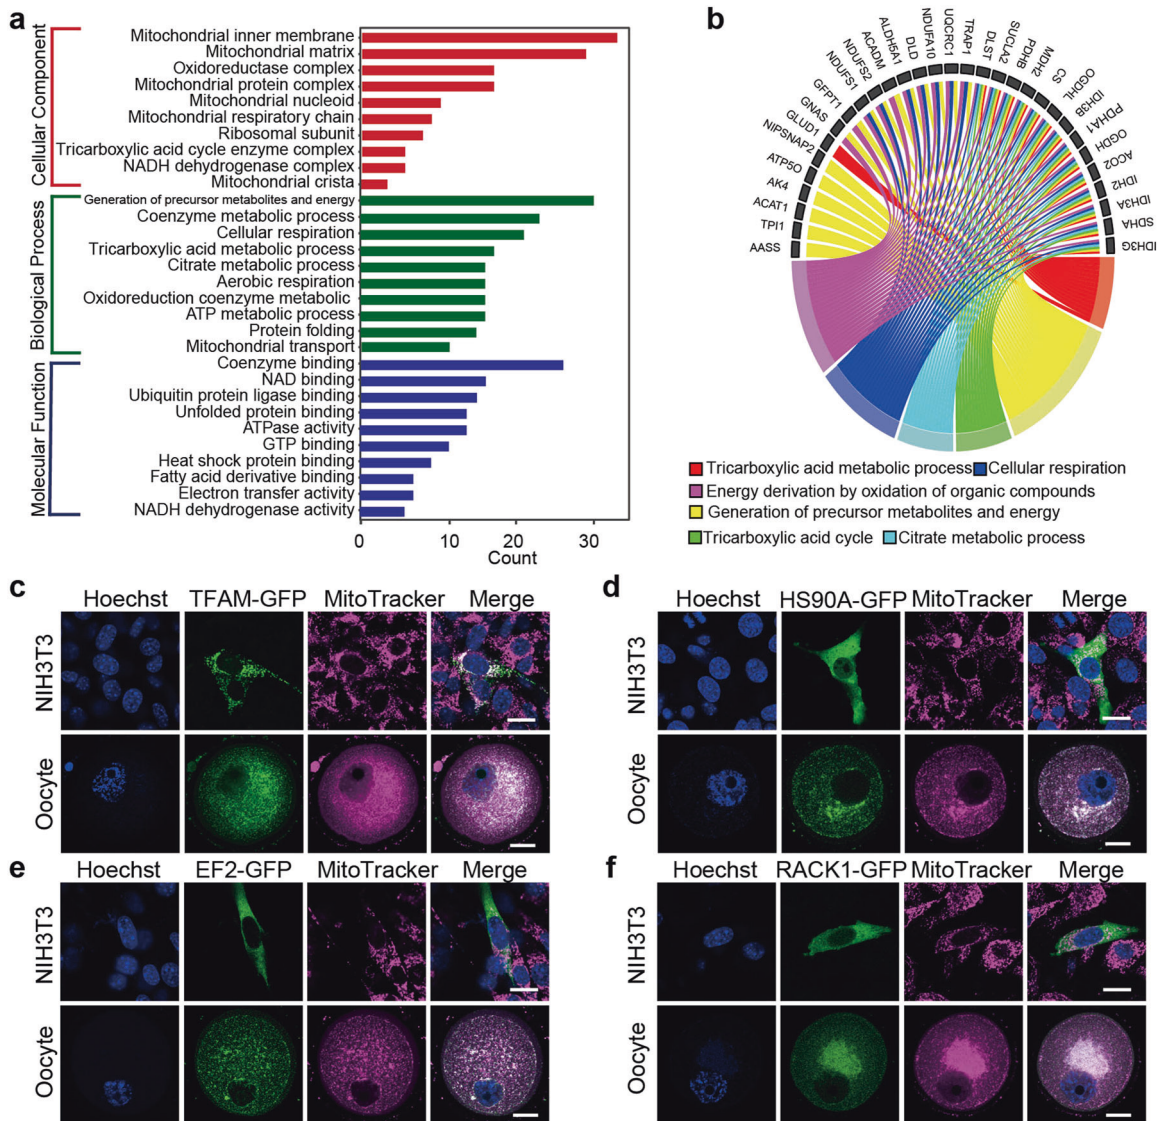 a
Cellular Component
Mitochondrial inner membrane
Mitochondrial matrix
Oxidoreductase complex
Mitochondrial protein complex
Mitochondrial nucleoid
Mitochondrial respiratory chain
Ribosomal subunit
Tricarboxylic acid cycle enzyme complex
NADH dehydrogenase complex
Mitochondrial crista
Biological Process
Generation of precursor metabolites and energy
Coenzyme metabolic process
Cellular respiration
Tricarboxylic acid metabolic process
Citrate metabolic process
Aerobic respiration
Oxidoreduction coenzyme metabolic
ATP metabolic process
Protein folding
Mitochondrial transport
Molecular Function
Coenzyme binding
NAD binding
Ubiquitin protein ligase binding
Unfolded protein binding
ATPase activity
GTP binding
Heat shock protein binding
Fatty acid derivative binding
Electron transfer activity
NADH dehydrogenase activity
0 10 20 30
Count
b
AASS
TPI1
ACAT1
AK4
ATP5O
NIPSNAP2
GLUD1
GNAS
GFPT1
NDUFS1
NDUFS2
ACADM
ALDH5A1
DLD
NDUFA10
UQCRC1
TRAP1
DLST
SUCLA2
PDHB
MDH2
CS
OGDHL
IDH3B
PDHA1
OGDH
ACO2
IDH2
IDH3A
SDHA
IDH3G
Tricarboxylic acid metabolic process Cellular respiration
Energy derivation by oxidation of organic compounds
Generation of precursor metabolites and energy
Tricarboxylic acid cycle Citrate metabolic process
c
Hoechst TFAM-GFP MitoTracker Merge
NIH3T3
Oocyte
d
Hoechst HS90A-GFP MitoTracker Merge
NIH3T3
Oocyte
e
Hoechst EF2-GFP MitoTracker Merge
NIH3T3
Oocyte
f
Hoechst RACK1-GFP MitoTracker Merge
NIH3T3
Oocyte